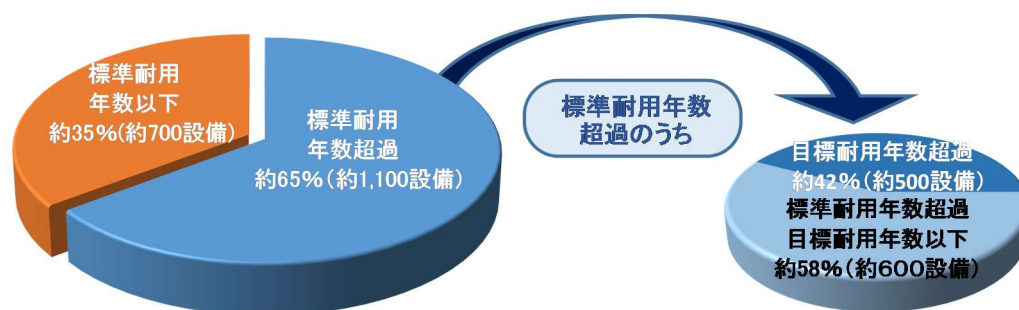 標準耐用
年数以下
約35%(約700設備)
標準耐用
年数超過
約65%(約1,100設備)
標準耐用年数
超過のうち
目標耐用年数超過
約42%(約500設備)
標準耐用年数超過
目標耐用年数以下
約58%(約600設備)